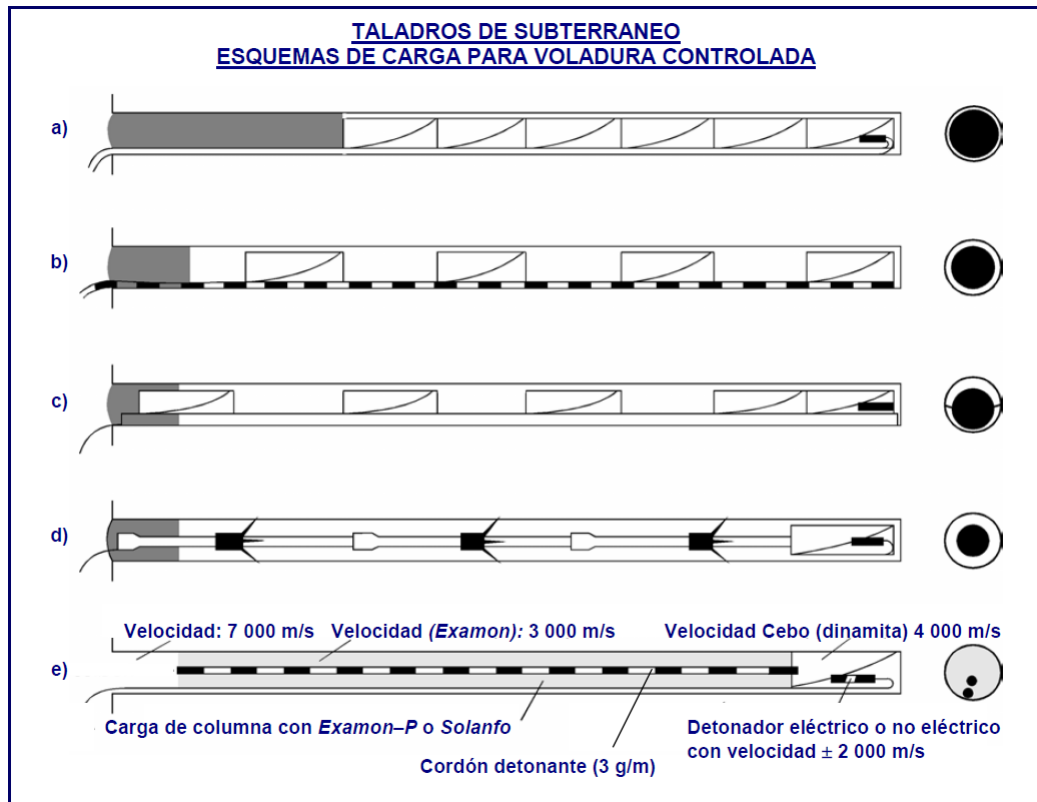 TALADROS DE SUBTERRANEO
ESQUEMAS DE CARGA PARA VOLADURA CONTROLADA
a)
b)
c)
d)
Velocidad: 7 000 m/s Velocidad (Examon): 3 000 m/s Velocidad Cebo (dinamita) 4 000 m/s
e)
Carga de columna con Examon–P o Solanfo
Detonador eléctrico o no eléctrico
con velocidad ± 2 000 m/s
Cordón detonante (3 g/m)